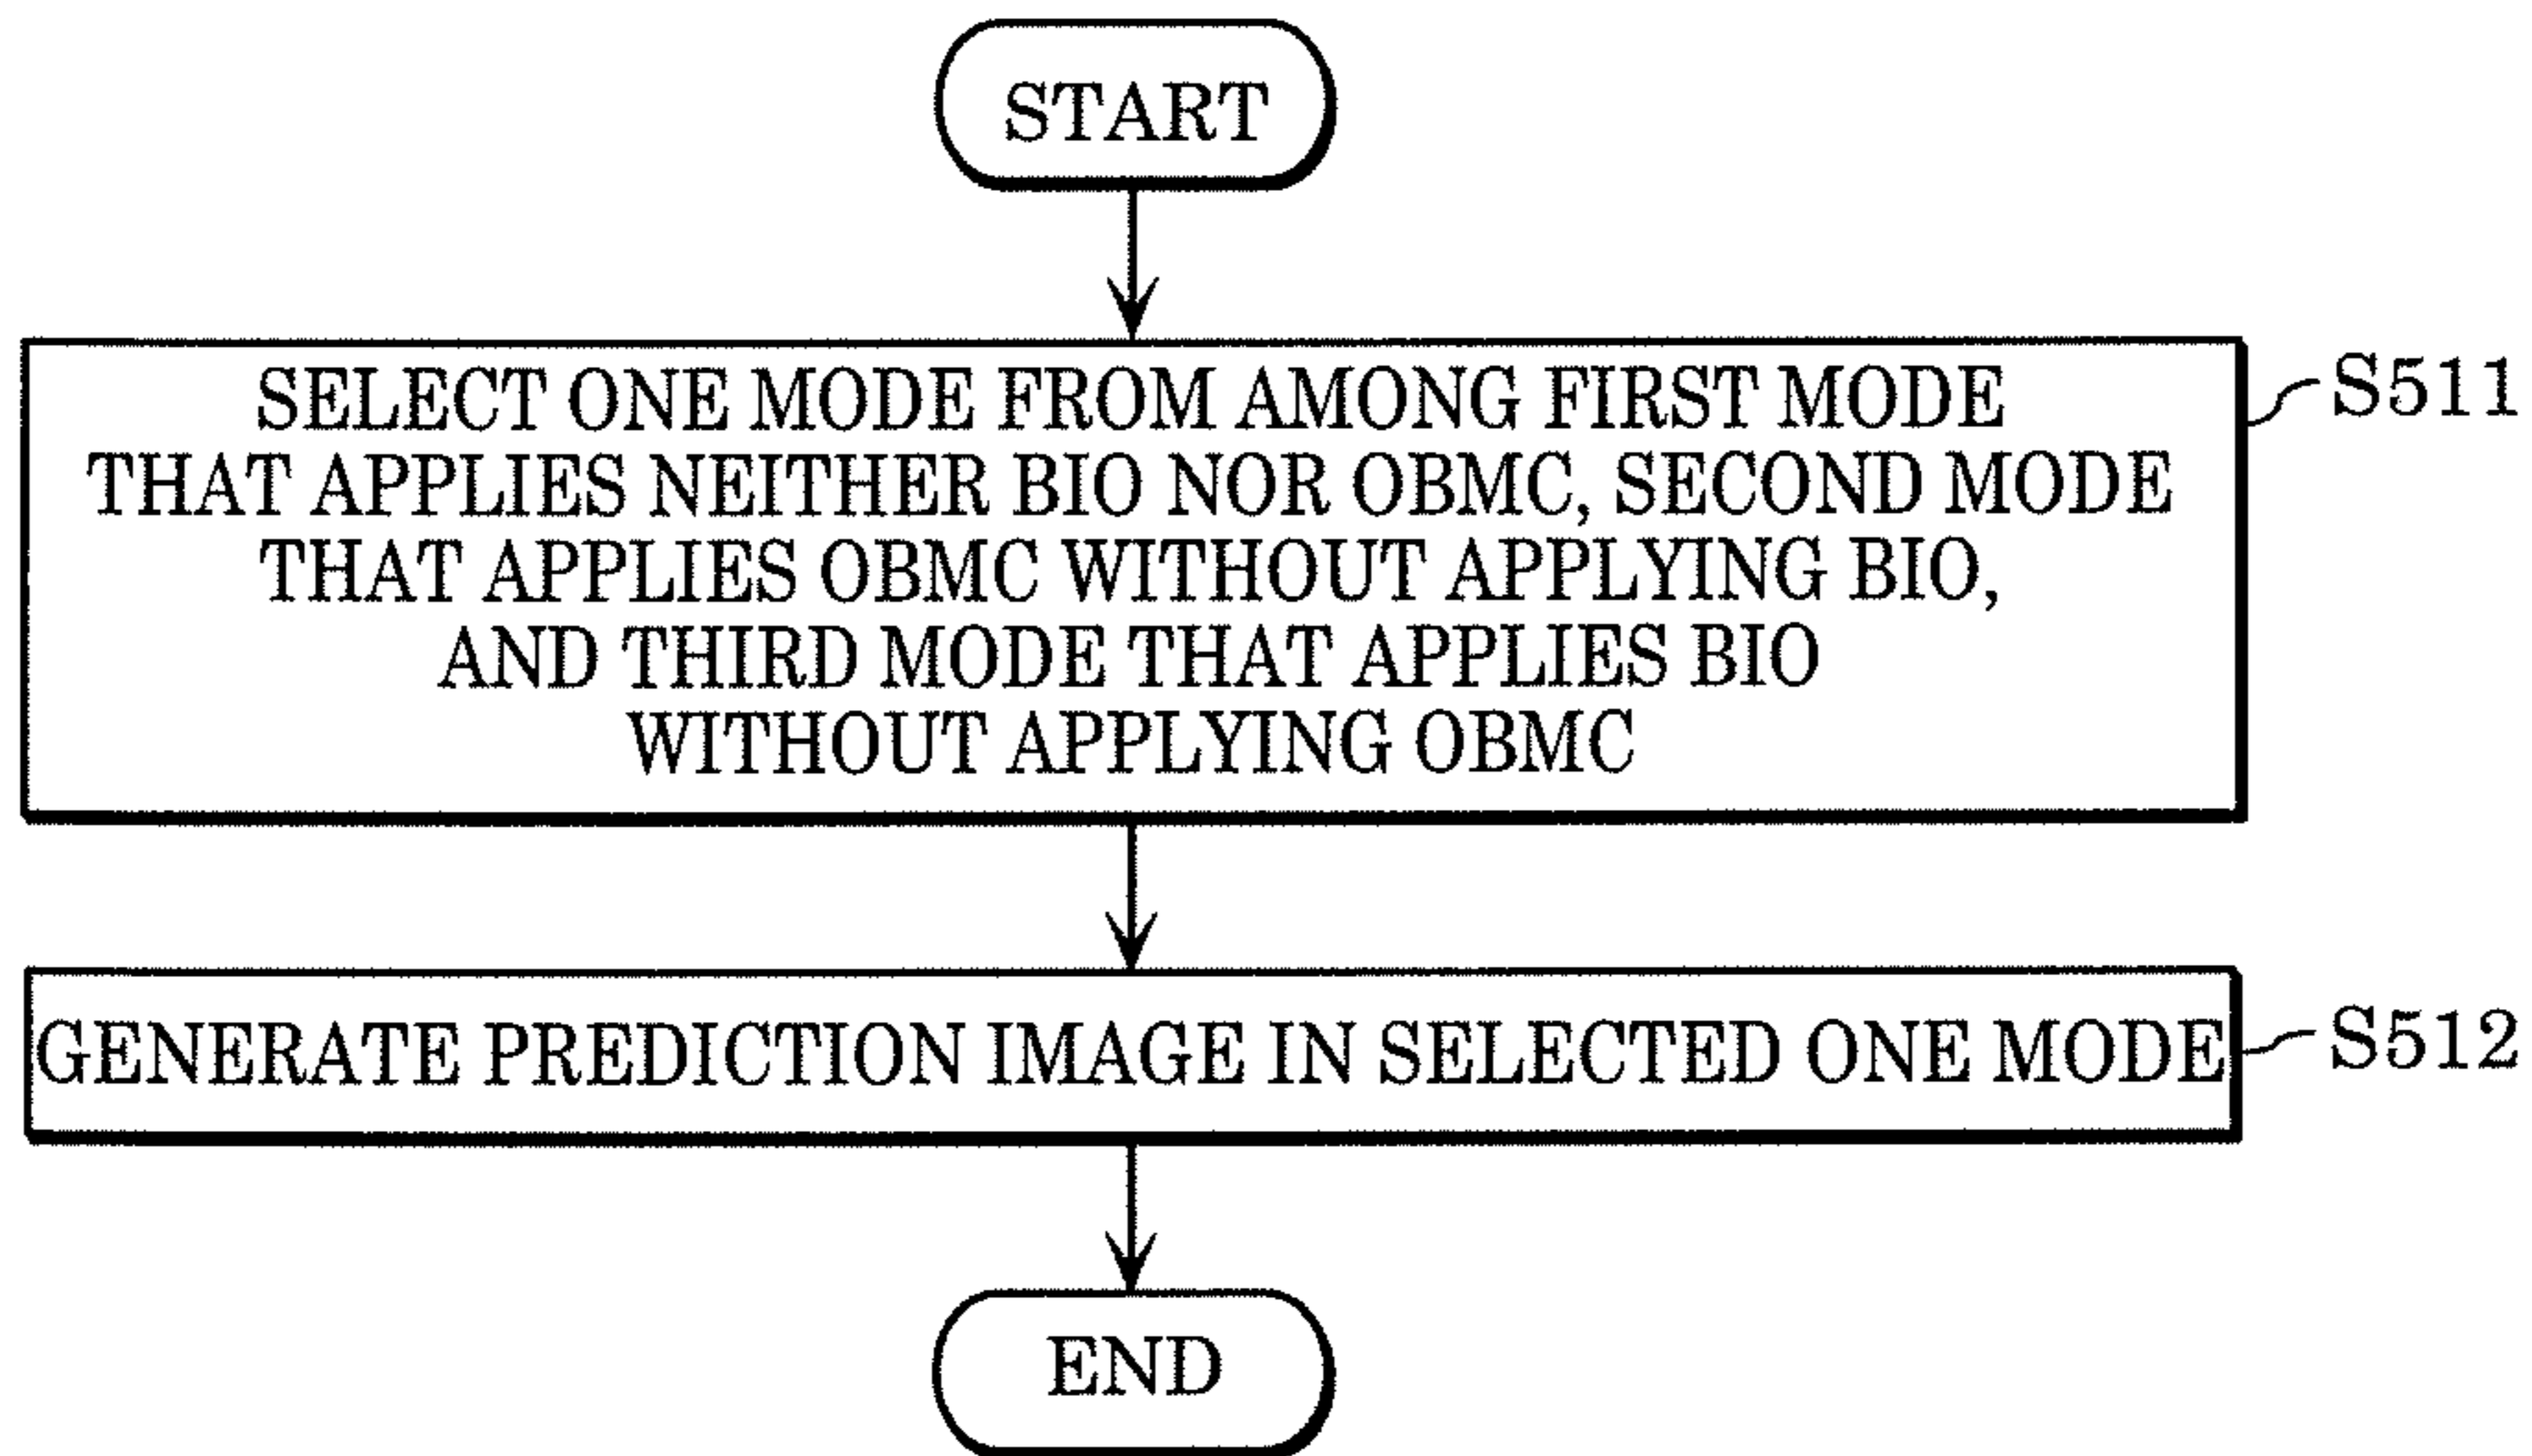 START
SELECT ONE MODE FROM AMONG FIRST MODE
THAT APPLIES NEITHER BIO NOR OBMC, SECOND MODE
THAT APPLIES OBMC WITHOUT APPLYING BIO,
AND THIRD MODE THAT APPLIES BIO
WITHOUT APPLYING OBMC
S511
GENERATE PREDICTION IMAGE IN SELECTED ONE MODE
S512
END